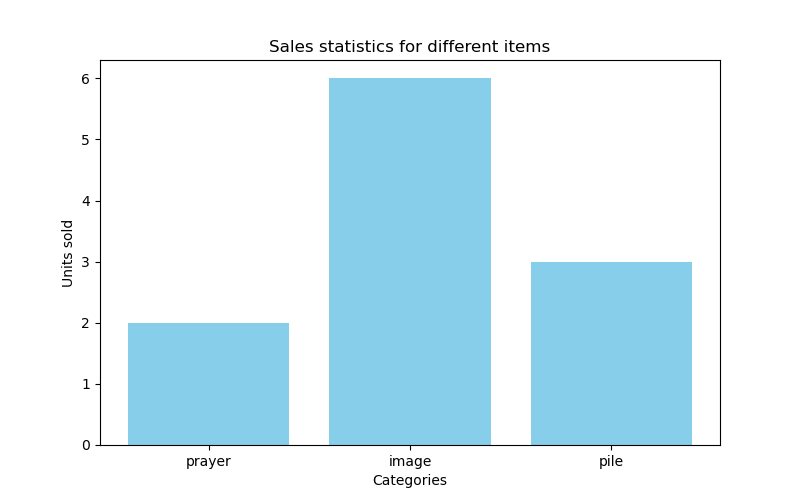 Sales statistics for different items
6
5
4
3
2
1
0
Units sold
prayer image pile
Categories